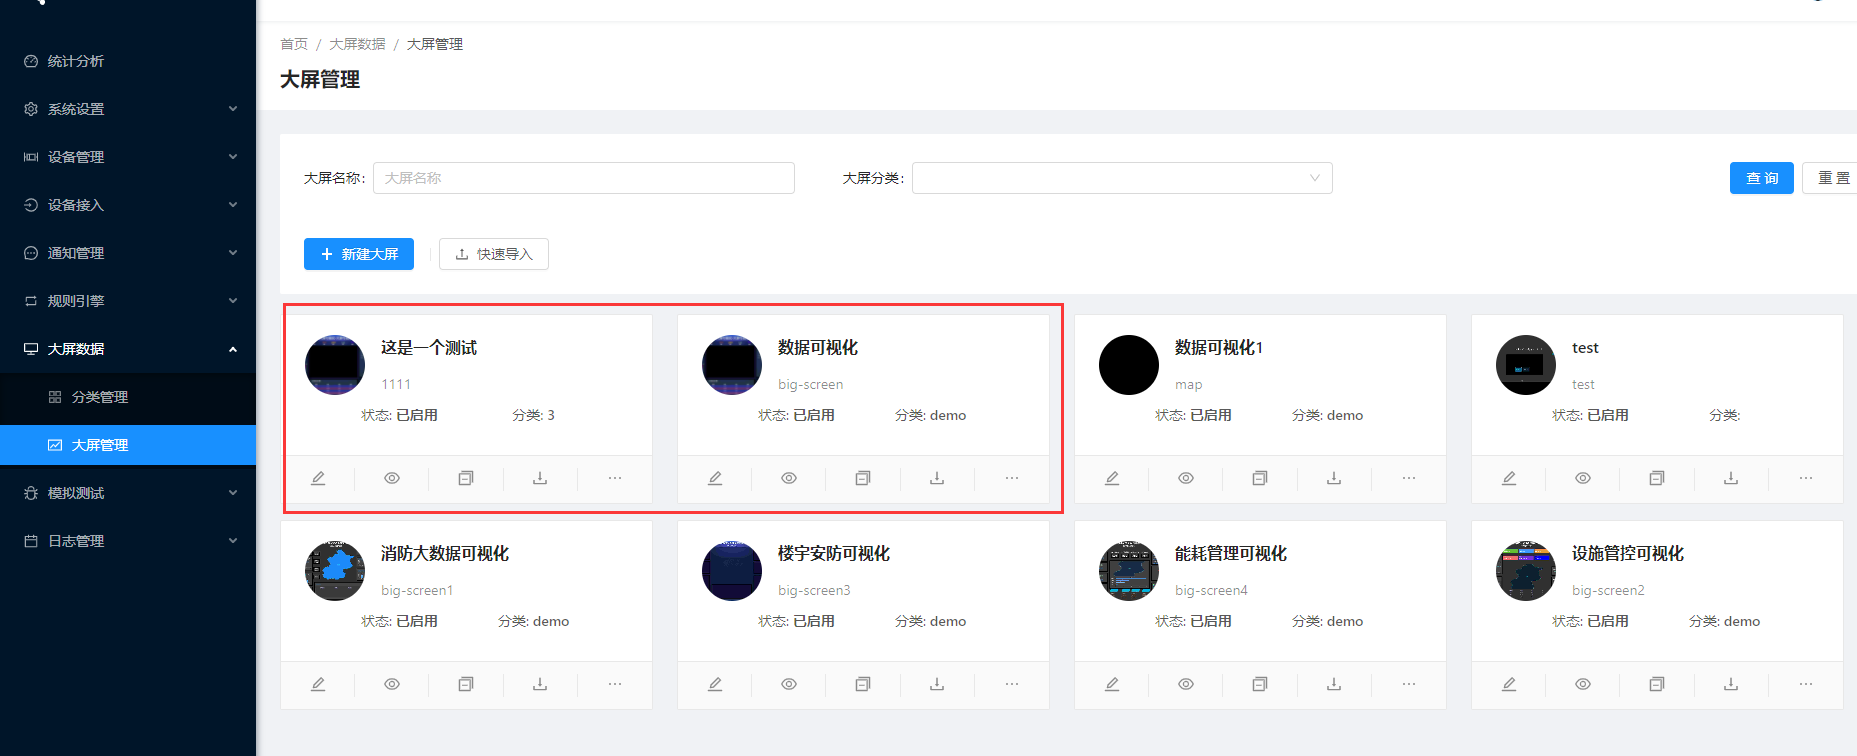 统计分析
系统设置
设备管理
设备接入
通知管理
规则引擎
大屏数据
分类管理
大屏管理
模拟测试
日志管理
首页 / 大屏数据 / 大屏管理
大屏管理
大屏名称: 大屏名称 大屏分类: 查 询 重 置
新建大屏 快速导入
这是一个测试
1111
状态: 已启用 分类: 3
数据可视化
big-screen
状态: 已启用 分类: demo
数据可视化1
map
状态: 已启用 分类: demo
test
test
状态: 已启用 分类:
消防大数据可视化
big-screen1
状态: 已启用 分类: demo
楼宇安防可视化
big-screen3
状态: 已启用 分类: demo
能耗管理可视化
big-screen4
状态: 已启用 分类: demo
设施管控可视化
big-screen2
状态: 已启用 分类: demo